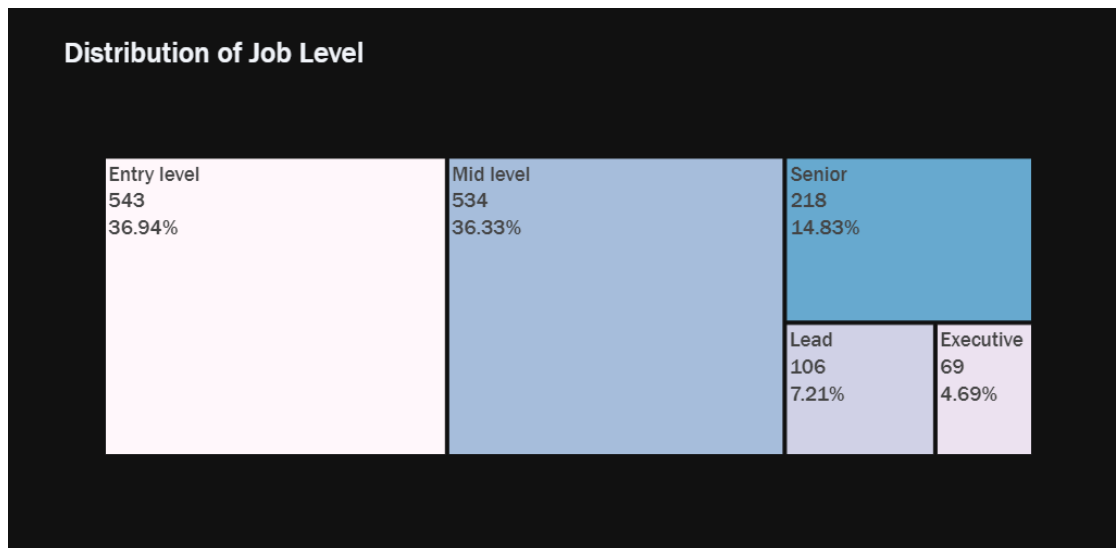 Distribution of Job Level
Entry level
543
36.94%
Mid level
534
36.33%
Senior
218
14.83%
Lead
106
7.21%
Executive
69
4.69%